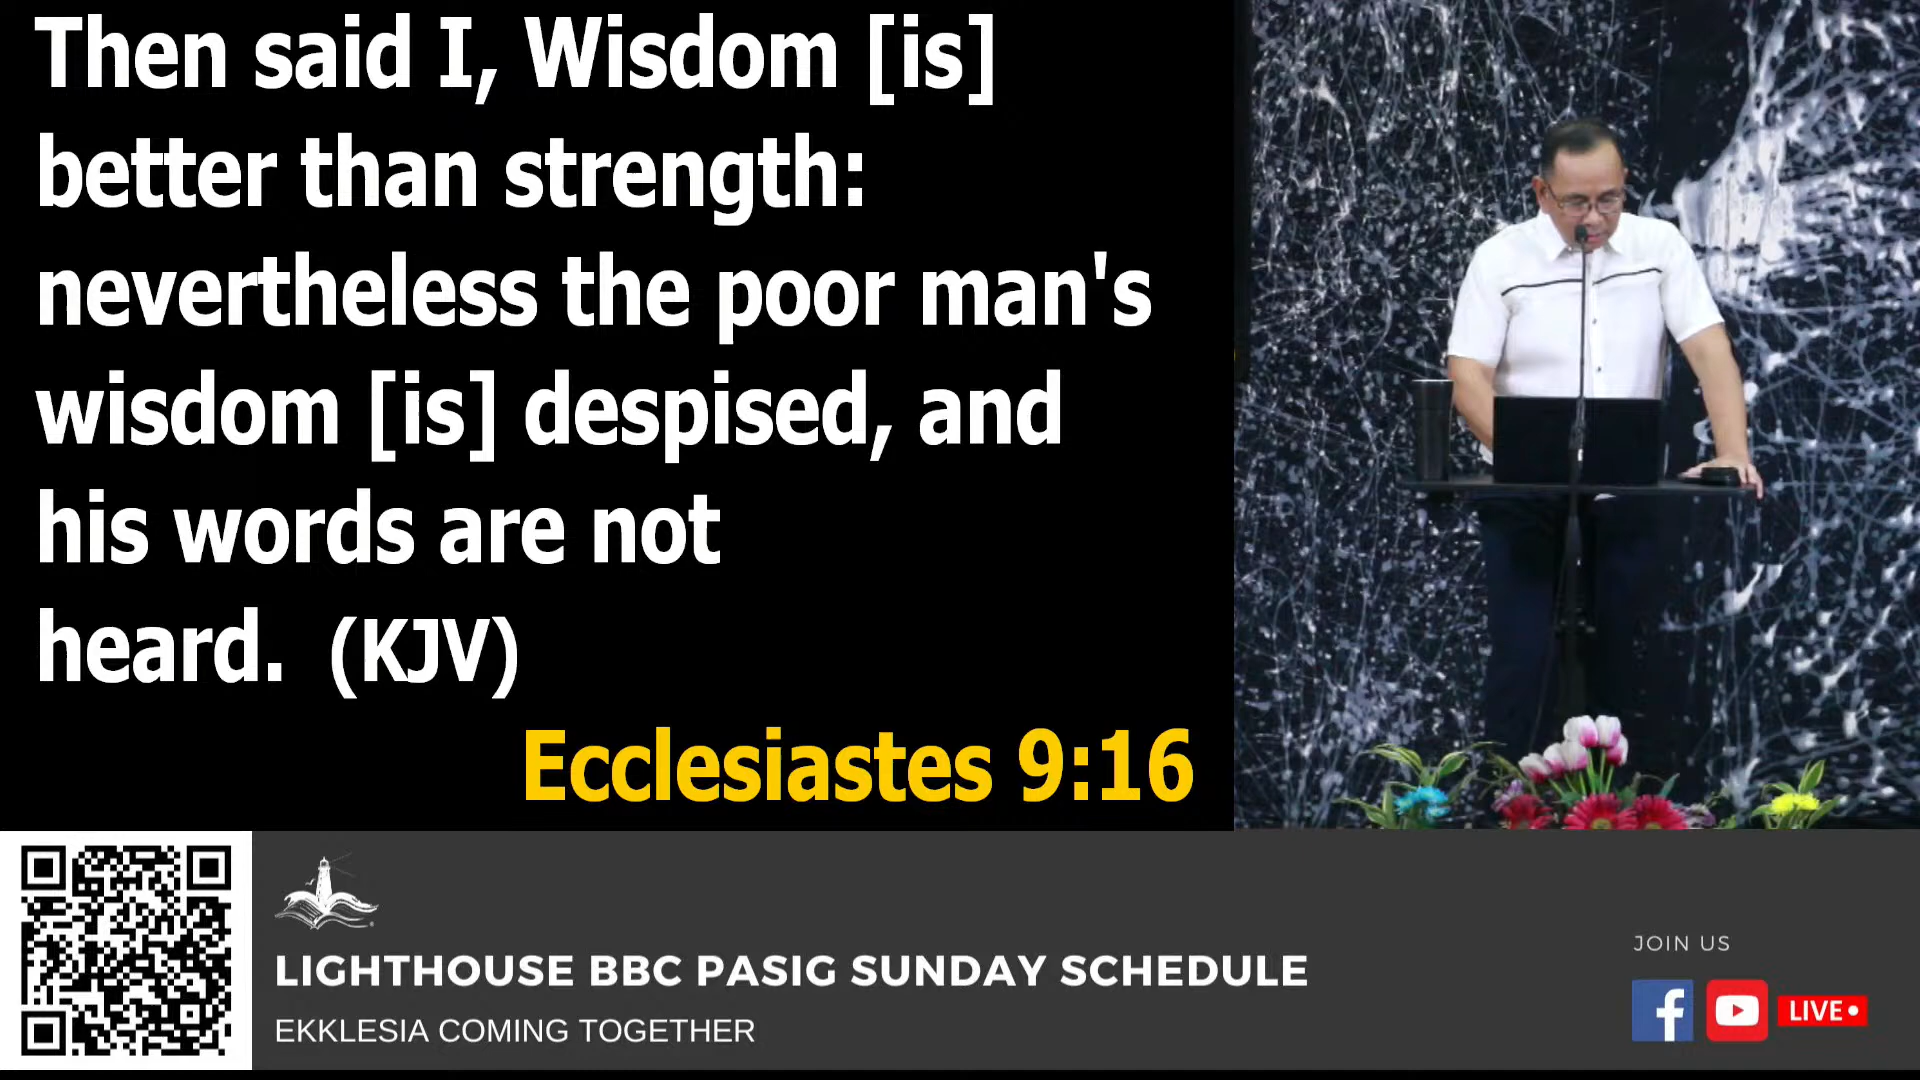 Then said I, Wisdom [is]
better than strength:
nevertheless the poor man's
wisdom [is] despised, and
his words are not
heard. (KJV)
Ecclesiastes 9:16
LIGHTHOUSE BBC PASIG SUNDAY SCHEDULE
EKKLESIA COMING TOGETHER
JOIN US
LIVE